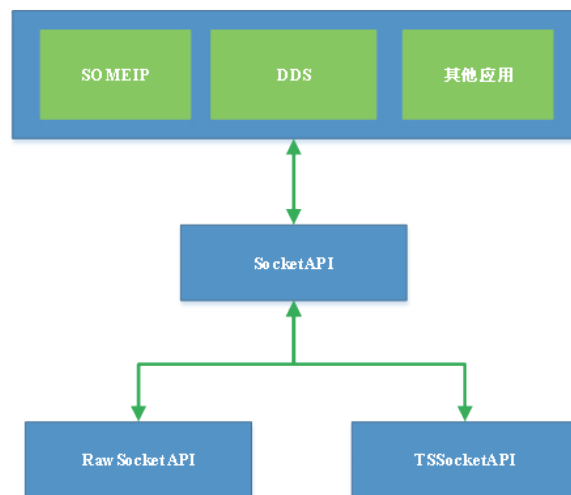 SOMEIP
DDS
其他应用
SocketAPI
RawSocketAPI
TSSocketAPI